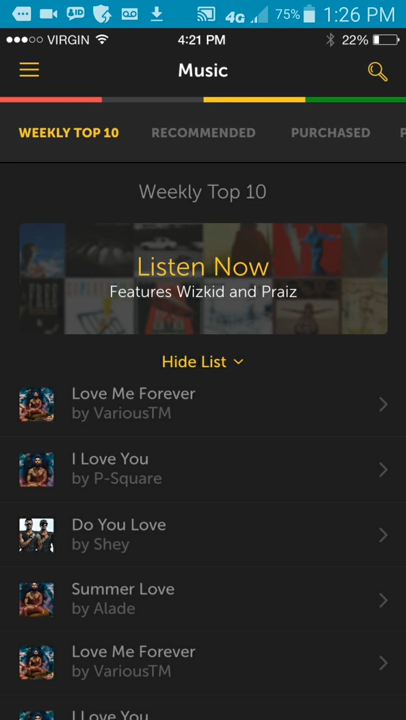 4G 75% 1:26 PM
VIRGIN 4:21 PM 22%
Music
WEEKLY TOP 10 RECOMMENDED PURCHASED P
Weekly Top 10
Listen Now
Features Wizkid and Praiz
Hide List
Love Me Forever
by VariousTM
I Love You
by P-Square
Do You Love
by Shey
Summer Love
by Alade
Love Me Forever
by VariousTM
I Love You